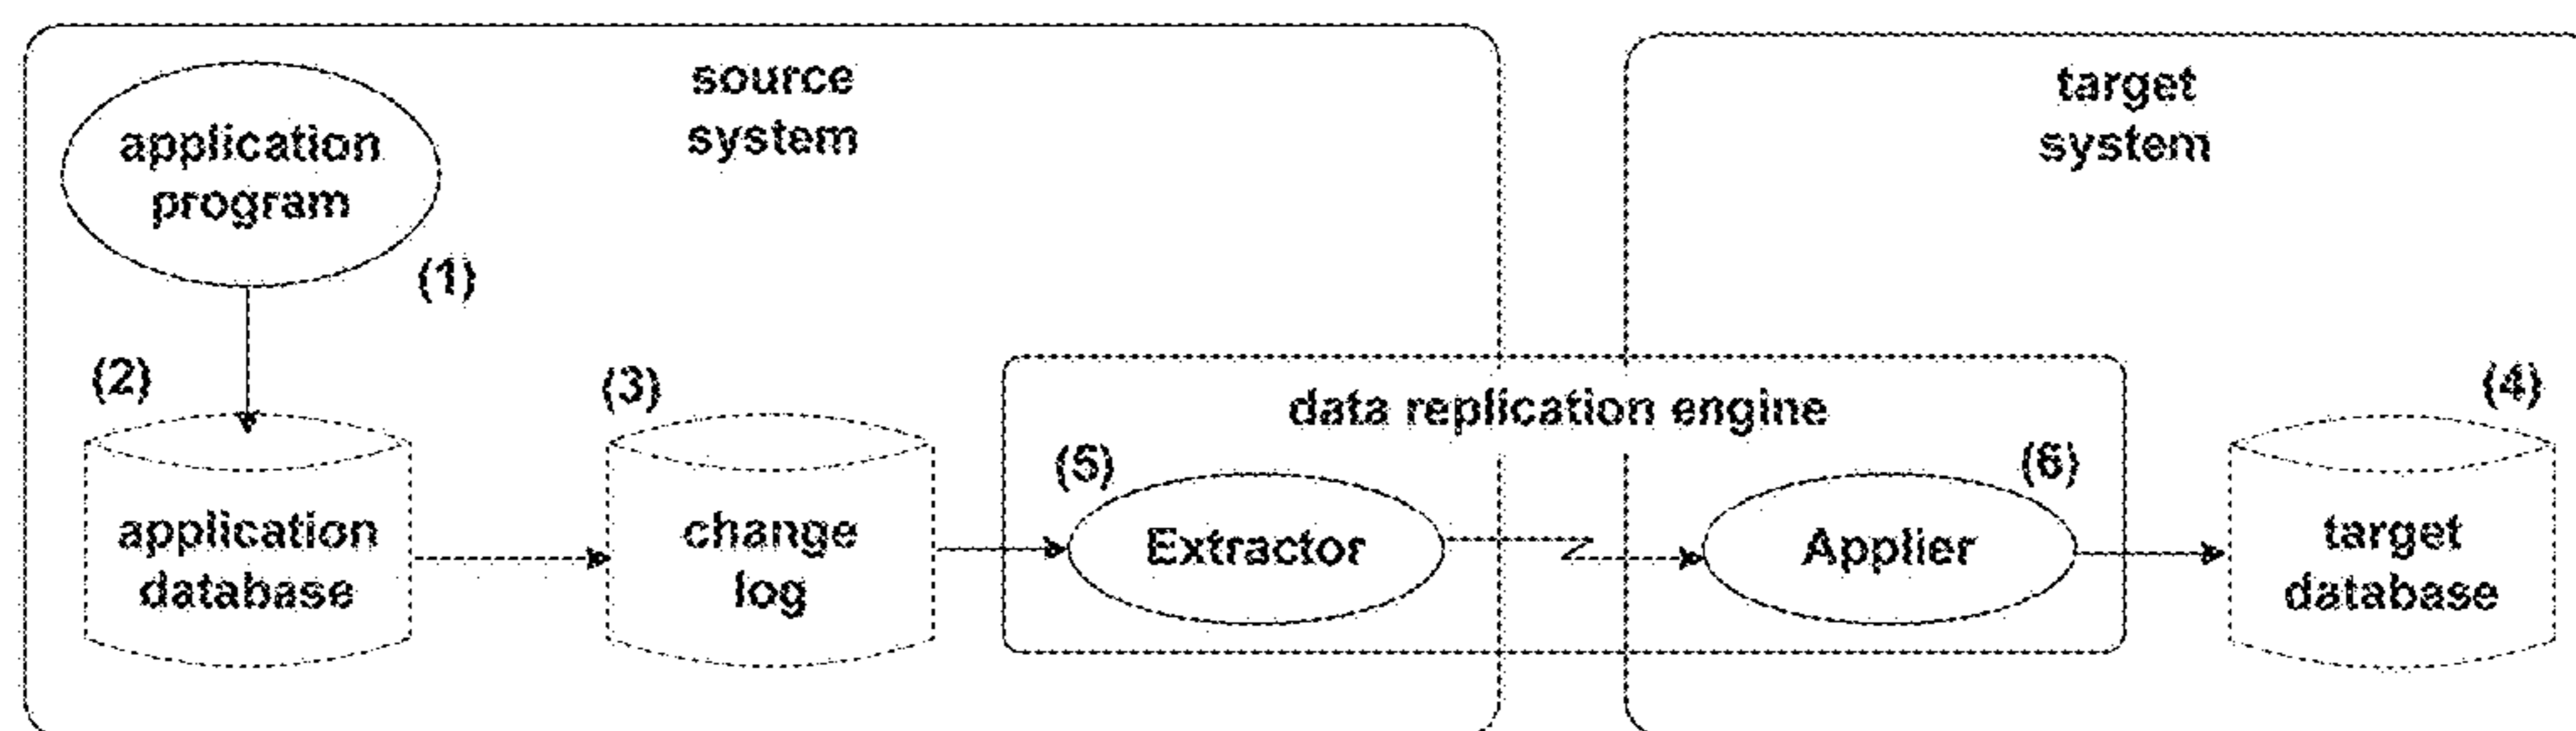 source
system
target
system
application
program
(1)
(2)
(3)
(4)
data replication engine
(5)
(6)
application
database
change
log
Extractor
Applier
target
database